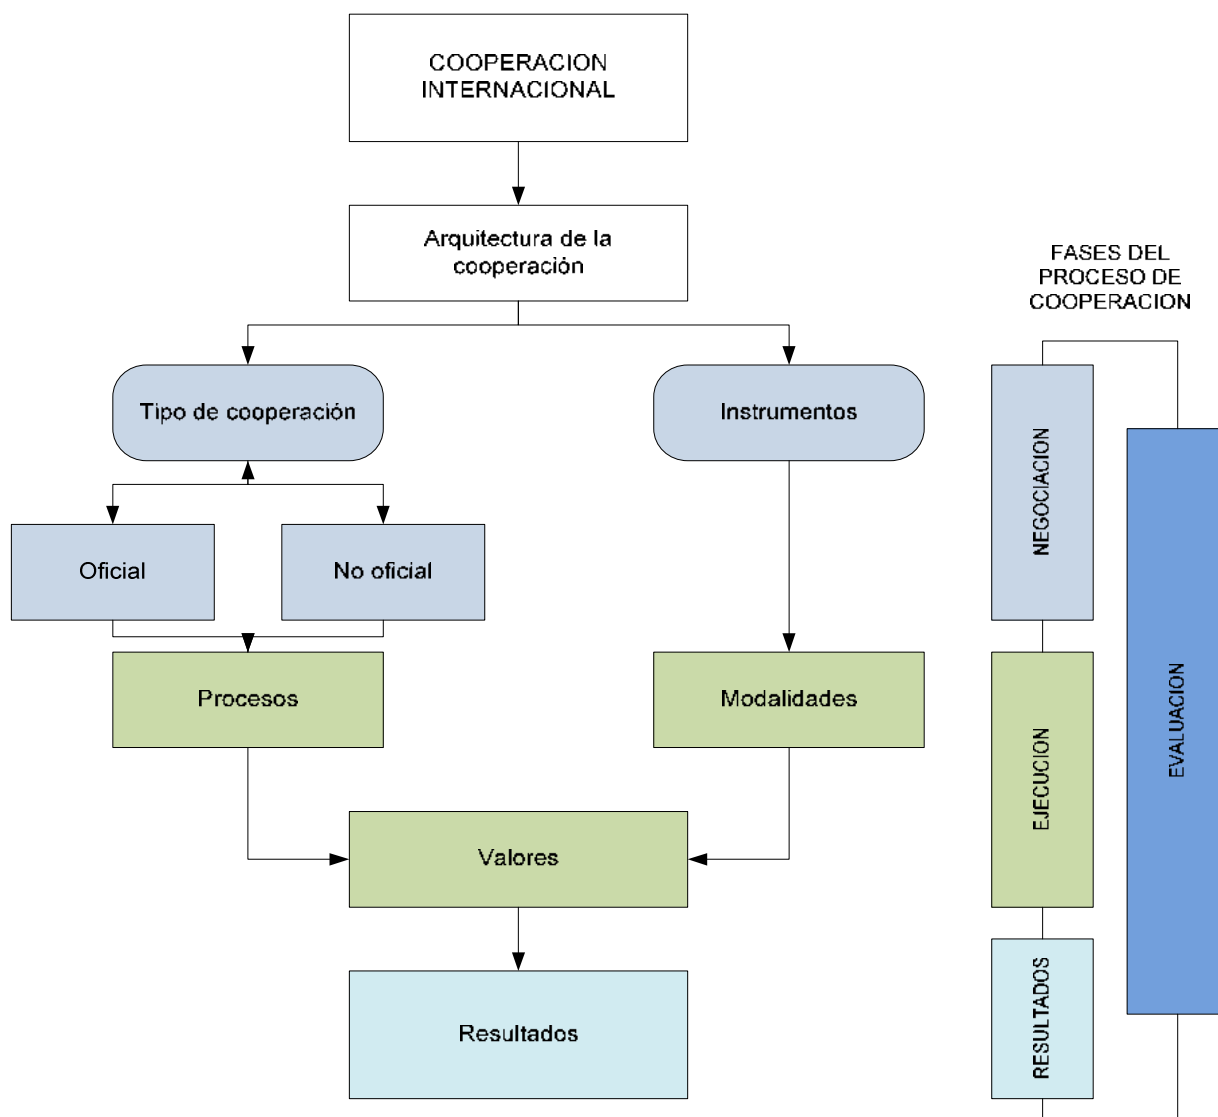 COOPERACION
INTERNACIONAL
Arquitectura de la
cooperación
FASES DEL
PROCESO DE
COOPERACION
Tipo de cooperación
Instrumentos
Oficial
No oficial
Procesos
Modalidades
Valores
Resultados
NEGOCIACION
EJECUCION
RESULTADOS
EVALUACION